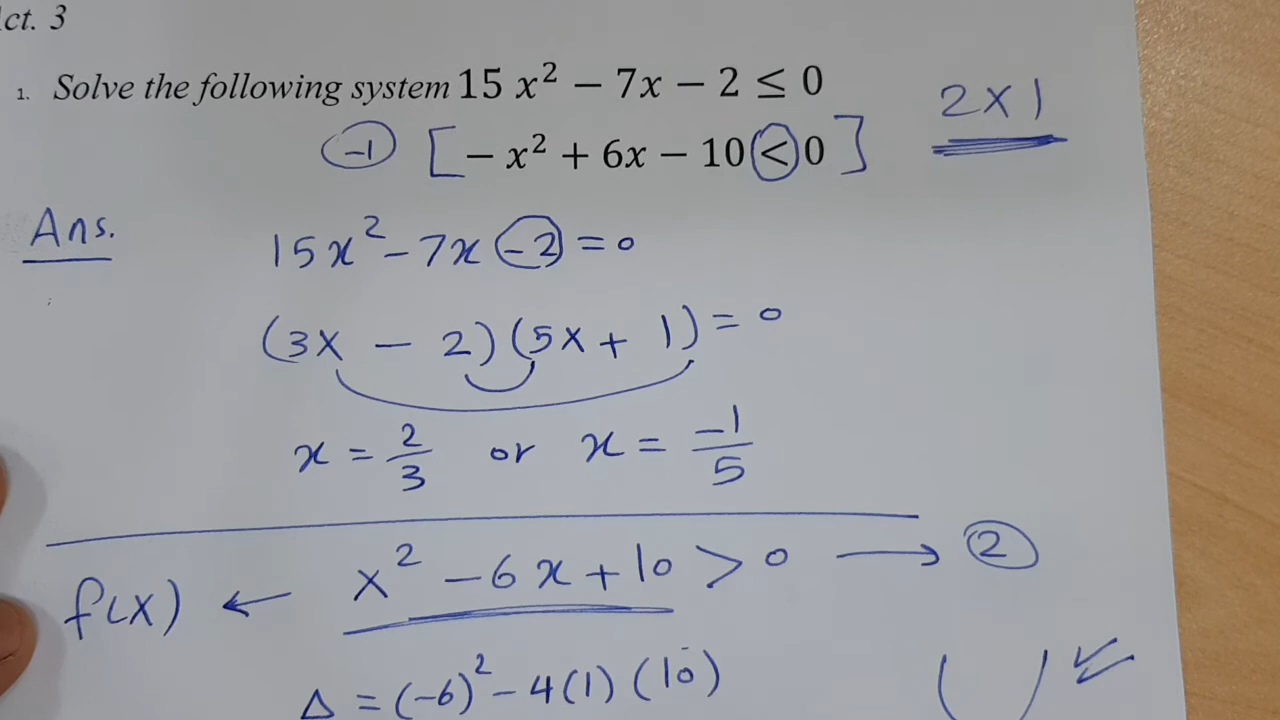 ct. 3
1. Solve the following system 15 x² − 7x − 2 ≤ 0
2 x 1
-1 [ − x² + 6x − 10 < 0 ]
Ans.
15x² - 7x - 2 = 0
(3x - 2)(5x + 1) = 0
x = 2/3 or x = -1/5
f(x) ← x² - 6x + 10 > 0 → 2
Δ = (-6)² - 4(1)(10)